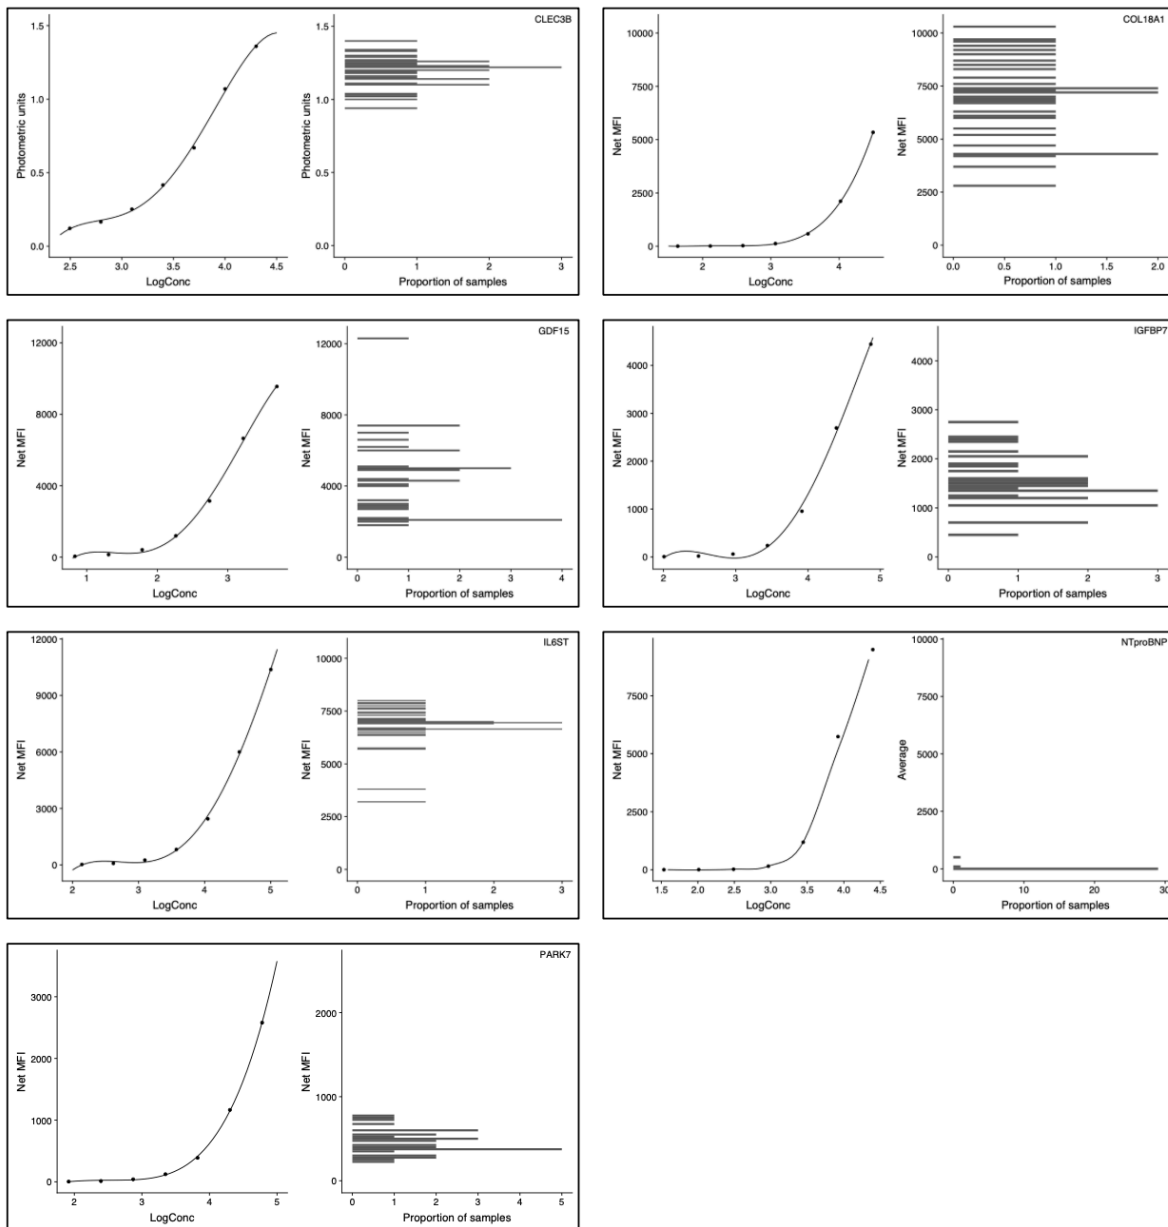 CLEC3B
1.5
1.0
0.5
0.0
Photometric units
2.5 3.0 3.5 4.0 4.5
LogConc
1.5
1.0
0.5
0.0
Photometric units
0 1 2 3
Proportion of samples
COL18A1
10000
7500
5000
2500
0
Net MFI
2 3 4
LogConc
10000
7500
5000
2500
0
Net MFI
0.0 0.5 1.0 1.5 2.0
Proportion of samples
GDF15
12000
8000
4000
0
Net MFI
1 2 3
LogConc
12000
8000
4000
0
Net MFI
0 1 2 3 4
Proportion of samples
IGFBP7
4000
3000
2000
1000
0
Net MFI
2 3 4 5
LogConc
4000
3000
2000
1000
0
Net MFI
0 1 2 3
Proportion of samples
IL6ST
12000
9000
6000
3000
0
Net MFI
2 3 4 5
LogConc
10000
7500
5000
2500
0
Net MFI
0 1 2 3
Proportion of samples
NTproBNP
10000
7500
5000
2500
0
Net MFI
1.5 2.0 2.5 3.0 3.5 4.0 4.5
LogConc
10000
7500
5000
2500
0
Average
0 10 20 30
Proportion of samples
PARK7
3000
2000
1000
0
Net MFI
2 3 4 5
LogConc
2000
1000
0
Net MFI
0 1 2 3 4 5
Proportion of samples